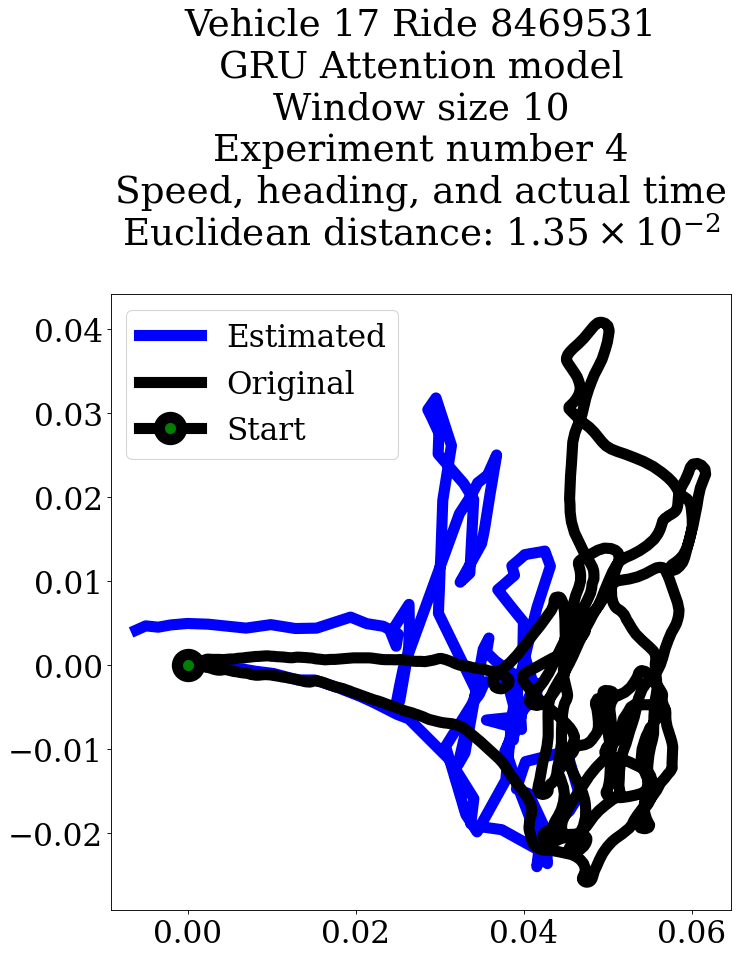 Vehicle 17 Ride 8469531
GRU Attention model
Window size 10
Experiment number 4
Speed, heading, and actual time
Euclidean distance: 1.35 × 10⁻²
Estimated
Original
Start
0.04
0.03
0.02
0.01
0.00
−0.01
−0.02
0.00 0.02 0.04 0.06